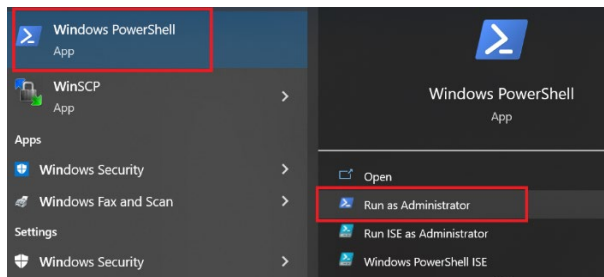 Windows PowerShell
App
WinSCP
App
Apps
Windows Security
Windows Fax and Scan
Settings
Windows Security
Windows PowerShell
App
Open
Run as Administrator
Run ISE as Administrator
Windows PowerShell ISE